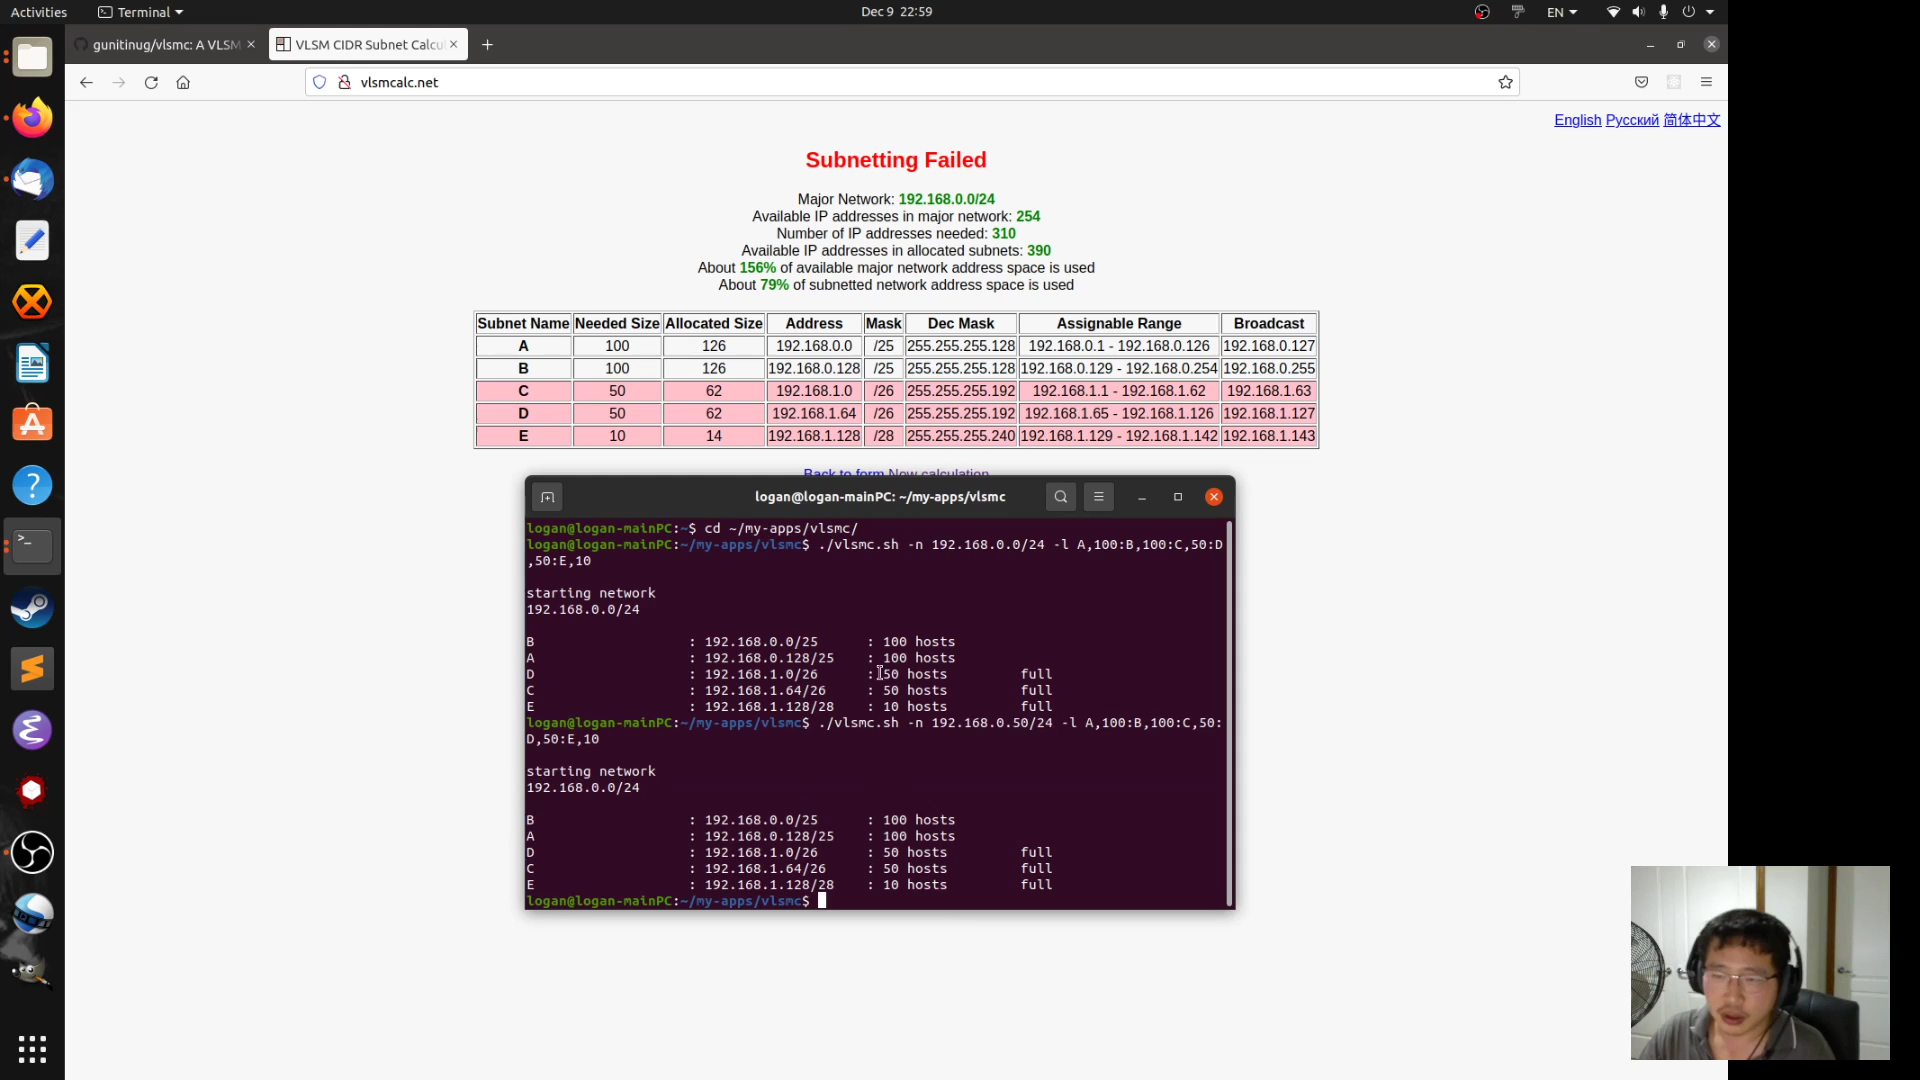 Activities
Terminal
Dec 9 22:59
EN
gunitinug/vlsmc: A VLSM
VLSM CIDR Subnet Calcu
vlsmcalc.net
English Русский 简体中文
Subnetting Failed
Major Network: 192.168.0.0/24
Available IP addresses in major network: 254
Number of IP addresses needed: 310
Available IP addresses in allocated subnets: 390
About 156% of available major network address space is used
About 79% of subnetted network address space is used
Subnet Name Needed Size Allocated Size Address Mask Dec Mask Assignable Range Broadcast
A 100 126 192.168.0.0 /25 255.255.255.128 192.168.0.1 - 192.168.0.126 192.168.0.127
B 100 126 192.168.0.128 /25 255.255.255.128 192.168.0.129 - 192.168.0.254 192.168.0.255
C 50 62 192.168.1.0 /26 255.255.255.192 192.168.1.1 - 192.168.1.62 192.168.1.63
D 50 62 192.168.1.64 /26 255.255.255.192 192.168.1.65 - 192.168.1.126 192.168.1.127
E 10 14 192.168.1.128 /28 255.255.255.240 192.168.1.129 - 192.168.1.142 192.168.1.143
Back to form New calculation
logan@logan-mainPC: ~/my-apps/vlsmc
logan@logan-mainPC:~$ cd ~/my-apps/vlsmc/
logan@logan-mainPC:~/my-apps/vlsmc$ ./vlsmc.sh -n 192.168.0.0/24 -l A,100:B,100:C,50:D
,50:E,10
starting network
192.168.0.0/24
B : 192.168.0.0/25 : 100 hosts
A : 192.168.0.128/25 : 100 hosts
D : 192.168.1.0/26 : 50 hosts full
C : 192.168.1.64/26 : 50 hosts full
E : 192.168.1.128/28 : 10 hosts full
logan@logan-mainPC:~/my-apps/vlsmc$ ./vlsmc.sh -n 192.168.0.50/24 -l A,100:B,100:C,50:
D,50:E,10
starting network
192.168.0.0/24
B : 192.168.0.0/25 : 100 hosts
A : 192.168.0.128/25 : 100 hosts
D : 192.168.1.0/26 : 50 hosts full
C : 192.168.1.64/26 : 50 hosts full
E : 192.168.1.128/28 : 10 hosts full
logan@logan-mainPC:~/my-apps/vlsmc$